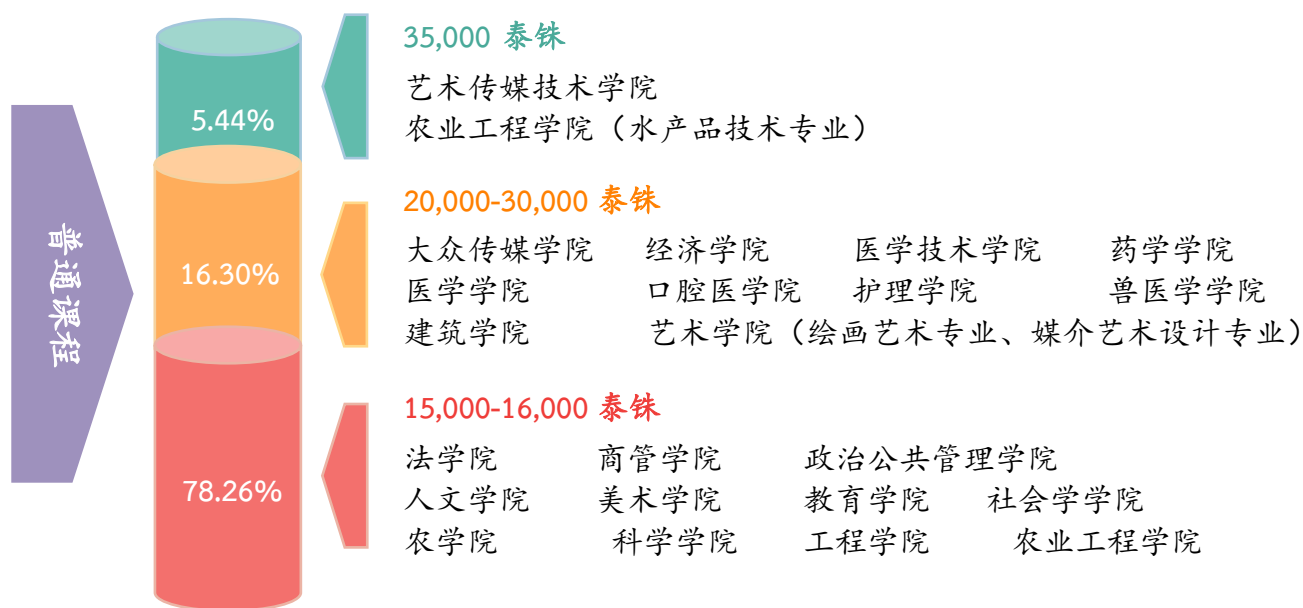 普通课程
5.44%
35,000 泰铢
艺术传媒技术学院
农业工程学院（水产品技术专业）
16.30%
20,000-30,000 泰铢
大众传媒学院 经济学院 医学技术学院 药学学院
医学学院 口腔医学院 护理学院 兽医学学院
建筑学院 艺术学院（绘画艺术专业、媒介艺术设计专业）
78.26%
15,000-16,000 泰铢
法学院 商管学院 政治公共管理学院
人文学院 美术学院 教育学院 社会学学院
农学院 科学学院 工程学院 农业工程学院